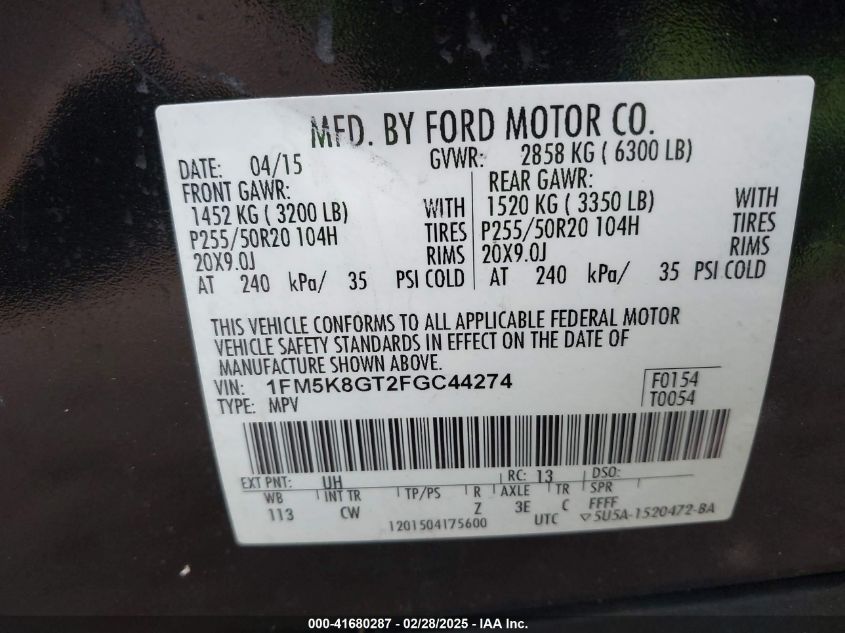 MFD. BY FORD MOTOR CO.
DATE: 04/15 GVWR: 2858 KG ( 6300 LB)
FRONT GAWR: REAR GAWR:
1452 KG ( 3200 LB) WITH 1520 KG ( 3350 LB) WITH
P255/50R20 104H TIRES P255/50R20 104H TIRES
20X9.0J RIMS 20X9.0J RIMS
AT 240 kPa/ 35 PSI COLD AT 240 kPa/ 35 PSI COLD
THIS VEHICLE CONFORMS TO ALL APPLICABLE FEDERAL MOTOR
VEHICLE SAFETY STANDARDS IN EFFECT ON THE DATE OF
MANUFACTURE SHOWN ABOVE.
VIN: 1FM5K8GT2FGC44274 F0154
TYPE: MPV T0054
EXT PNT: UH RC: 13 DSO:
WB INT TR TP/PS R AXLE TR SPR
113 CW Z 3E C FFFF
1201504175600 UTC ▽5U5A-1520472-BA
000-41680287 / 02/28/2025 - Copyright © IAA, Inc.